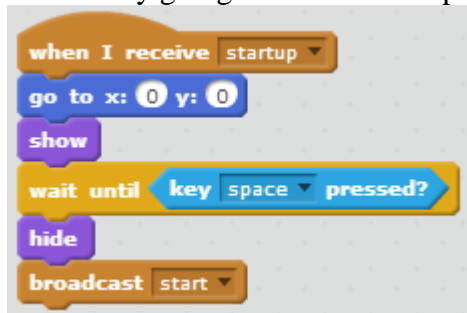 when I receive startup
go to x: 0 y: 0
show
wait until key space pressed?
hide
broadcast start